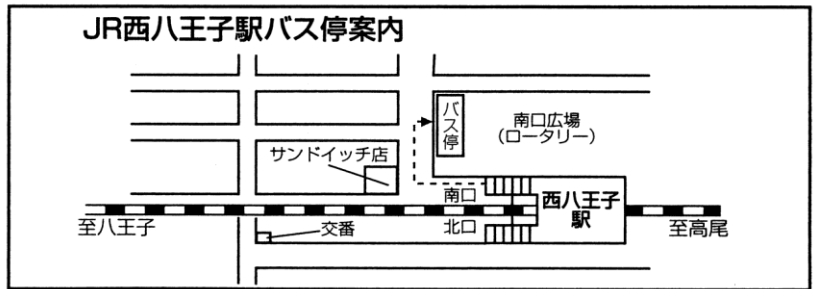 JR西八王子駅バス停案内
バス停
南口広場
(ロータリー)
サンドイッチ店
南口
西八王子
駅
至八王子
交番
北口
至高尾